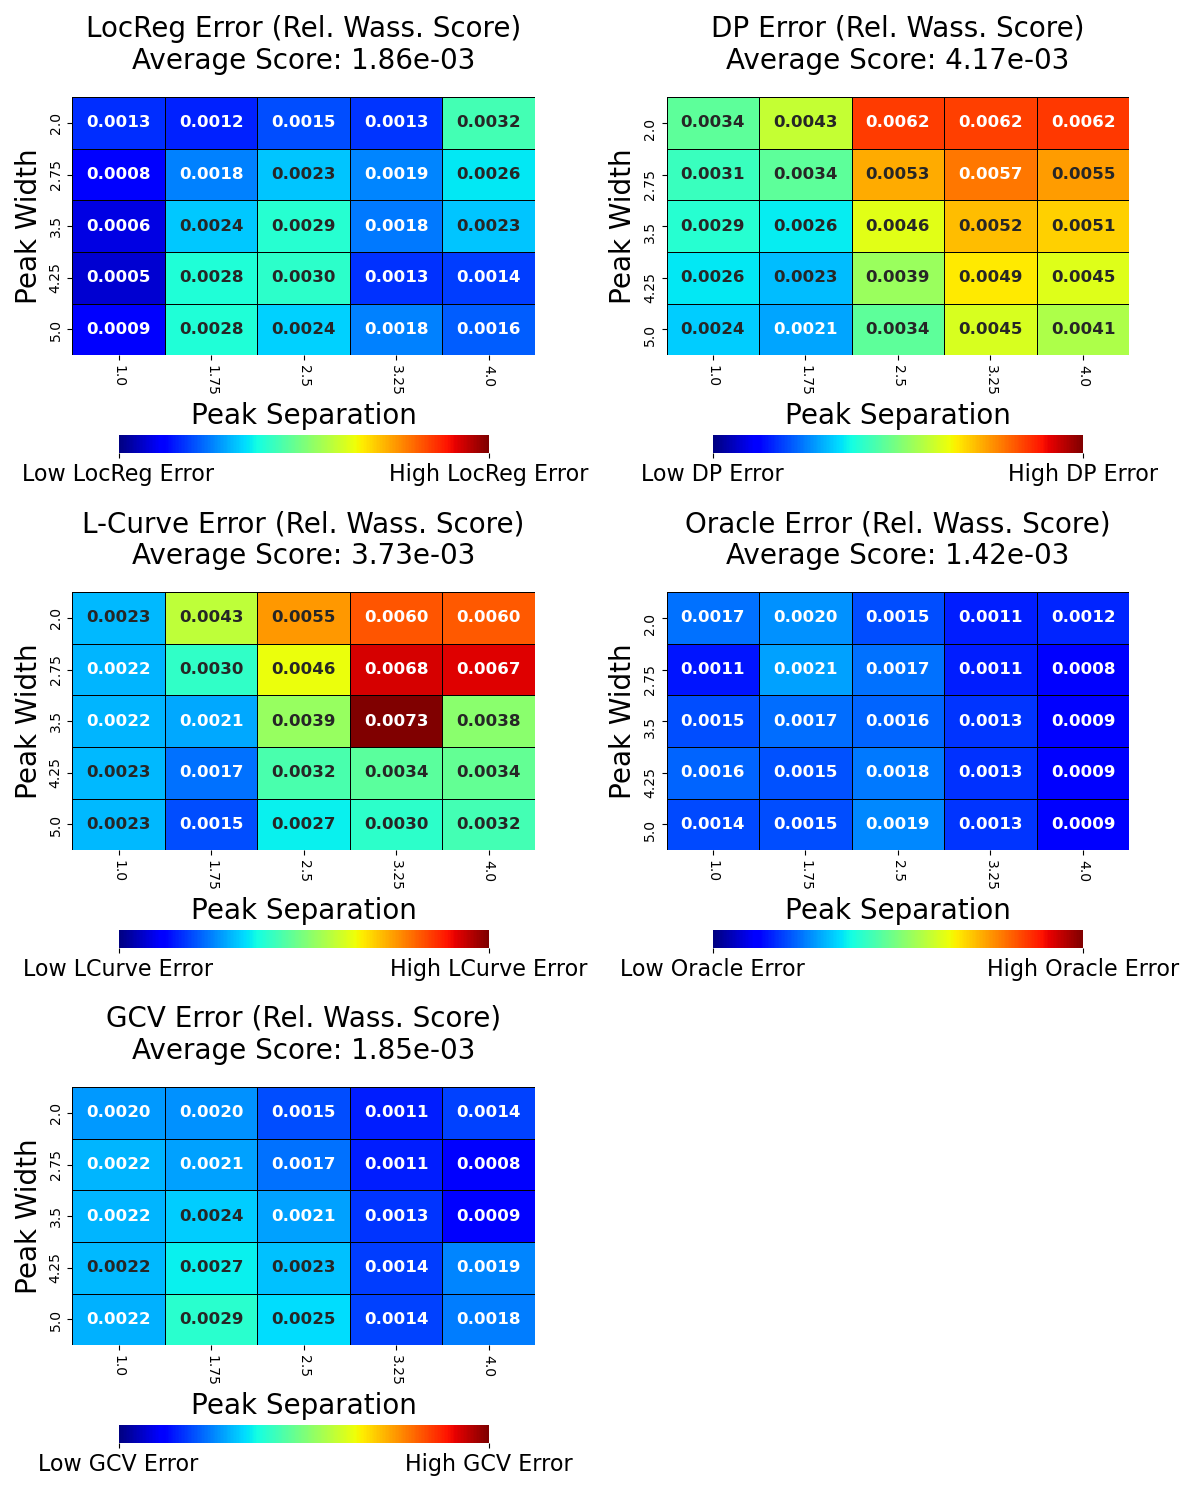 LocReg Error (Rel. Wass. Score)
Average Score: 1.86e-03
Peak Width
2.0 0.0013 0.0012 0.0015 0.0013 0.0032
2.75 0.0008 0.0018 0.0023 0.0019 0.0026
3.5 0.0006 0.0024 0.0029 0.0018 0.0023
4.25 0.0005 0.0028 0.0030 0.0013 0.0014
5.0 0.0009 0.0028 0.0024 0.0018 0.0016
1.0 1.75 2.5 3.25 4.0
Peak Separation
Low LocReg Error High LocReg Error
DP Error (Rel. Wass. Score)
Average Score: 4.17e-03
Peak Width
2.0 0.0034 0.0043 0.0062 0.0062 0.0062
2.75 0.0031 0.0034 0.0053 0.0057 0.0055
3.5 0.0029 0.0026 0.0046 0.0052 0.0051
4.25 0.0026 0.0023 0.0039 0.0049 0.0045
5.0 0.0024 0.0021 0.0034 0.0045 0.0041
1.0 1.75 2.5 3.25 4.0
Peak Separation
Low DP Error High DP Error
L-Curve Error (Rel. Wass. Score)
Average Score: 3.73e-03
Peak Width
2.0 0.0023 0.0043 0.0055 0.0060 0.0060
2.75 0.0022 0.0030 0.0046 0.0068 0.0067
3.5 0.0022 0.0021 0.0039 0.0073 0.0038
4.25 0.0023 0.0017 0.0032 0.0034 0.0034
5.0 0.0023 0.0015 0.0027 0.0030 0.0032
1.0 1.75 2.5 3.25 4.0
Peak Separation
Low LCurve Error High LCurve Error
Oracle Error (Rel. Wass. Score)
Average Score: 1.42e-03
Peak Width
2.0 0.0017 0.0020 0.0015 0.0011 0.0012
2.75 0.0011 0.0021 0.0017 0.0011 0.0008
3.5 0.0015 0.0017 0.0016 0.0013 0.0009
4.25 0.0016 0.0015 0.0018 0.0013 0.0009
5.0 0.0014 0.0015 0.0019 0.0013 0.0009
1.0 1.75 2.5 3.25 4.0
Peak Separation
Low Oracle Error High Oracle Error
GCV Error (Rel. Wass. Score)
Average Score: 1.85e-03
Peak Width
2.0 0.0020 0.0020 0.0015 0.0011 0.0014
2.75 0.0022 0.0021 0.0017 0.0011 0.0008
3.5 0.0022 0.0024 0.0021 0.0013 0.0009
4.25 0.0022 0.0027 0.0023 0.0014 0.0019
5.0 0.0022 0.0029 0.0025 0.0014 0.0018
1.0 1.75 2.5 3.25 4.0
Peak Separation
Low GCV Error High GCV Error